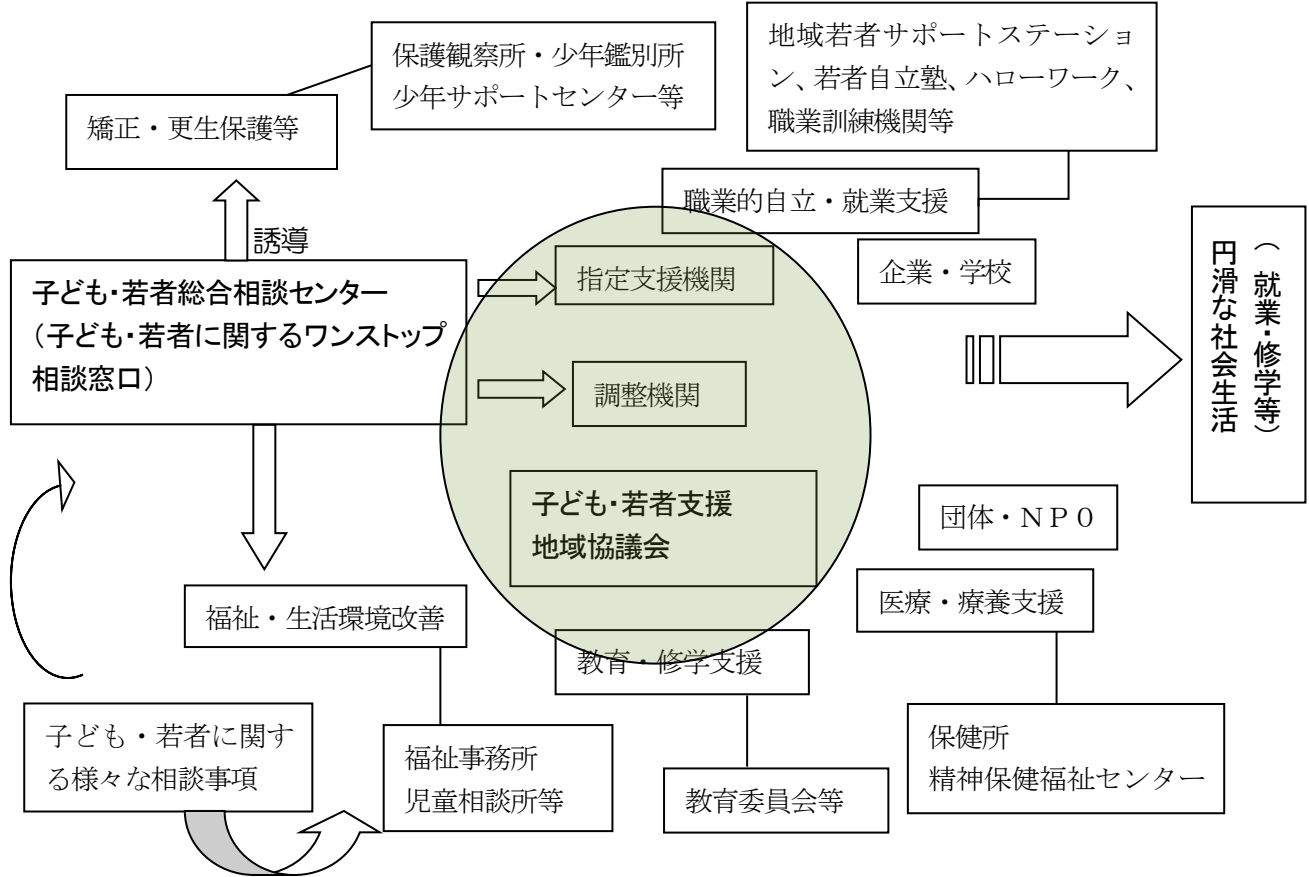 保護観察所・少年鑑別所
少年サポートセンター等
地域若者サポートステーショ
ン、若者自立塾、ハローワーク、
職業訓練機関等
矯正・更生保護等
職業的自立・就業支援
誘導
指定支援機関
企業・学校
子ども・若者総合相談センター
（子ども・若者に関するワンストップ
相談窓口）
調整機関
（就業・修学等）
円滑な社会生活
子ども・若者支援
地域協議会
団体・ＮＰＯ
福祉・生活環境改善
医療・療養支援
教育・修学支援
子ども・若者に関す
る様々な相談事項
福祉事務所
児童相談所等
教育委員会等
保健所
精神保健福祉センター